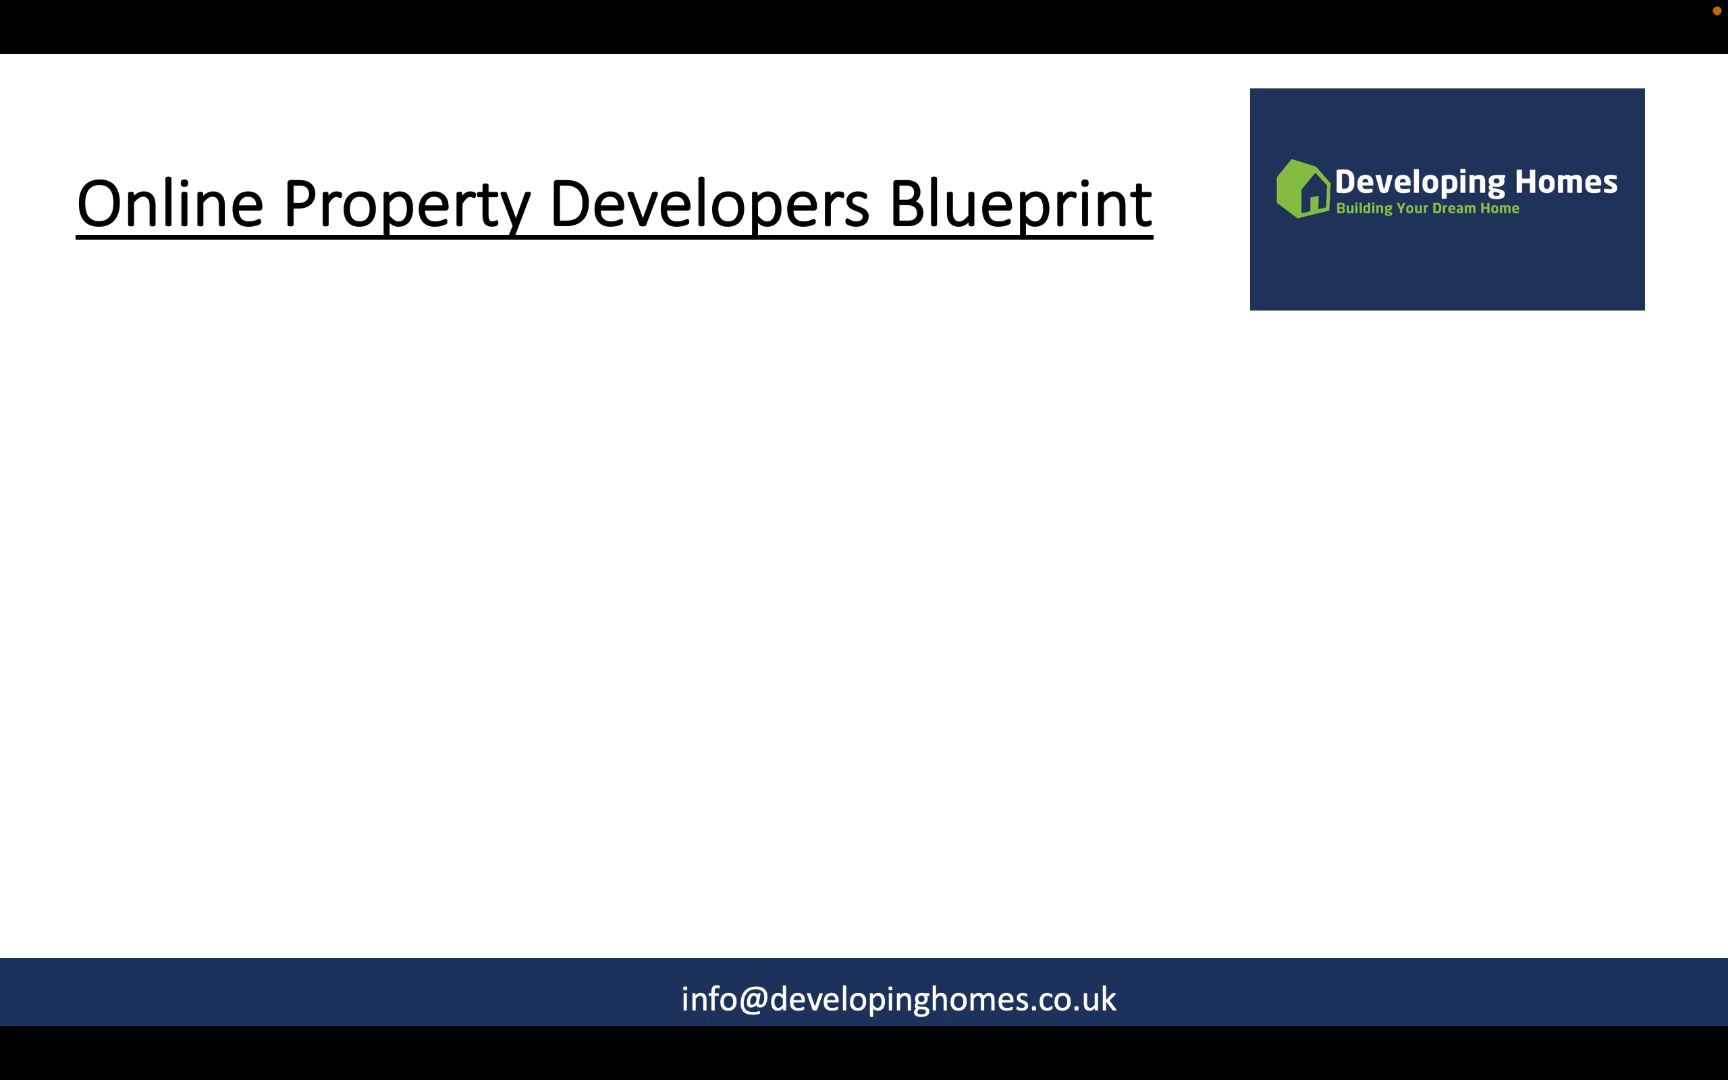 Online Property Developers Blueprint
Developing Homes
Building Your Dream Home
info@developinghomes.co.uk